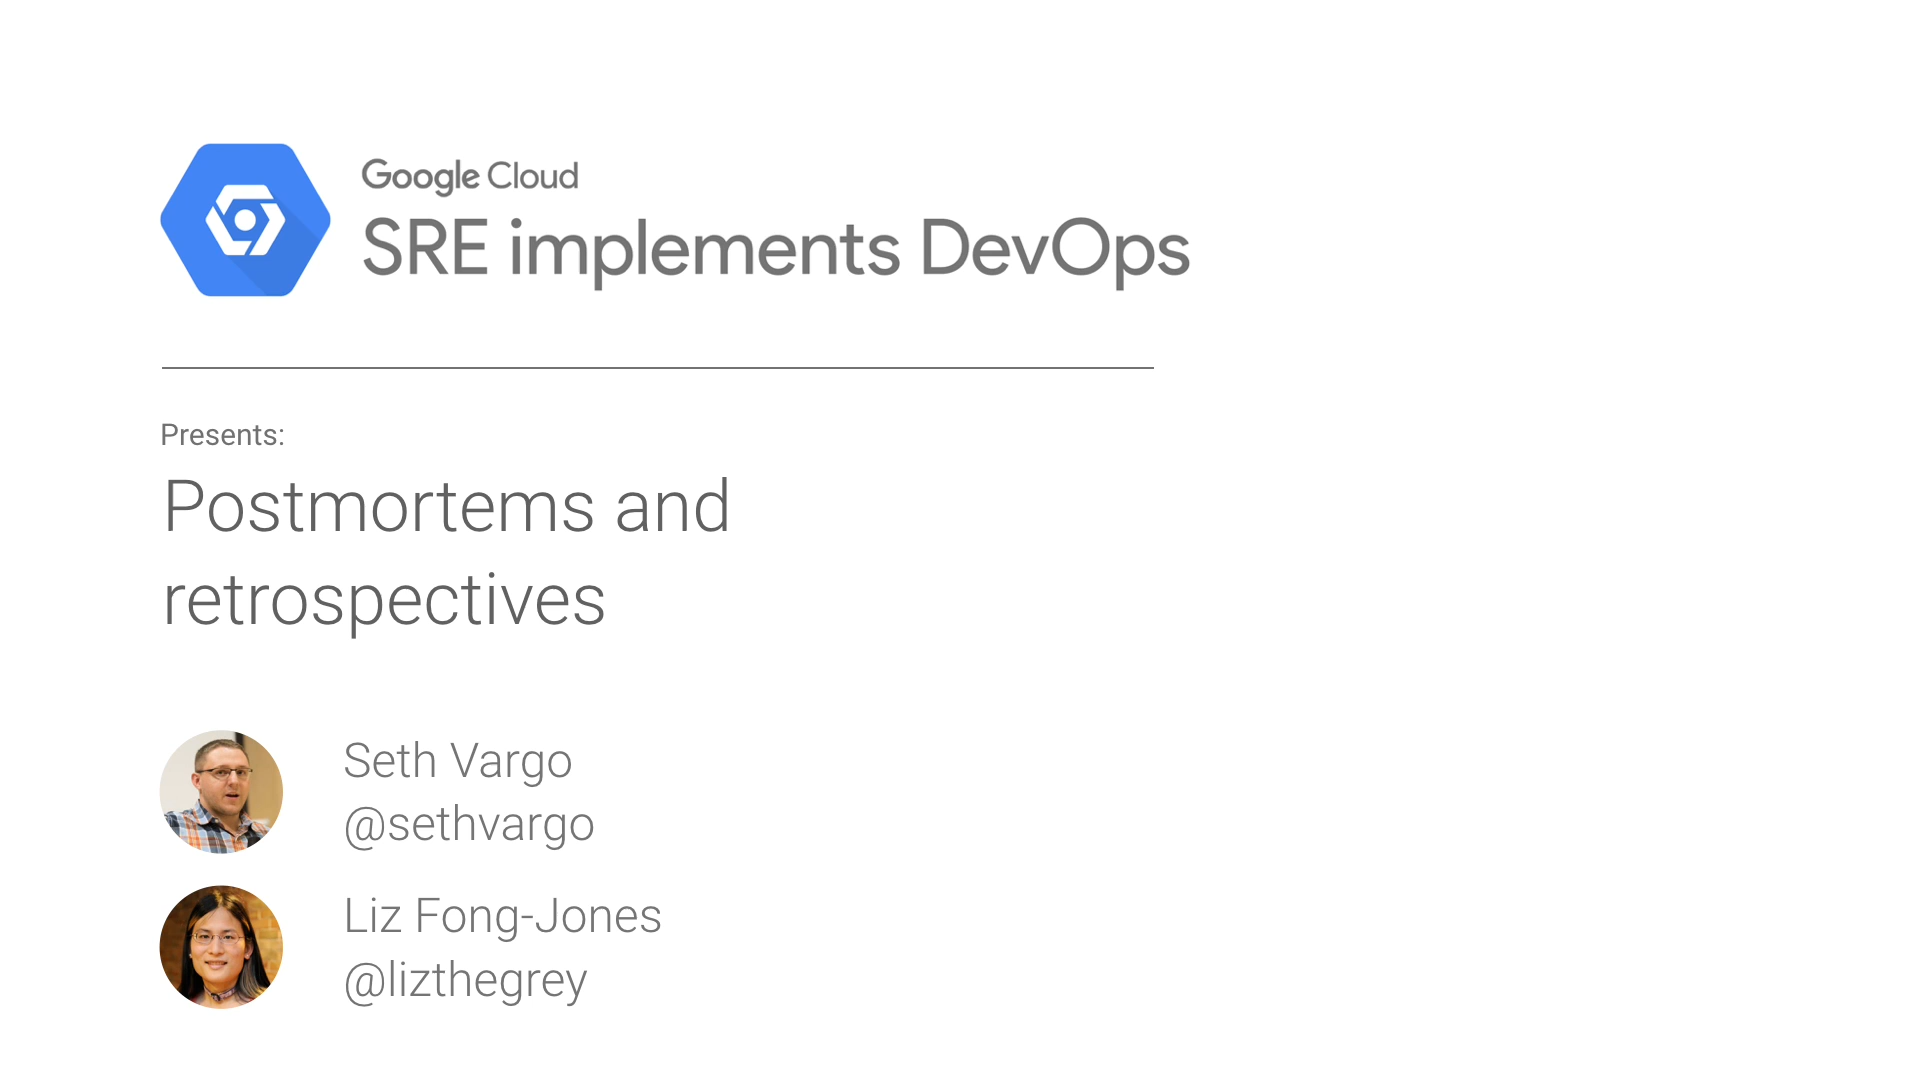 Google Cloud
SRE implements DevOps
Presents:
Postmortems and
retrospectives
Seth Vargo
@sethvargo
Liz Fong-Jones
@lizthegrey